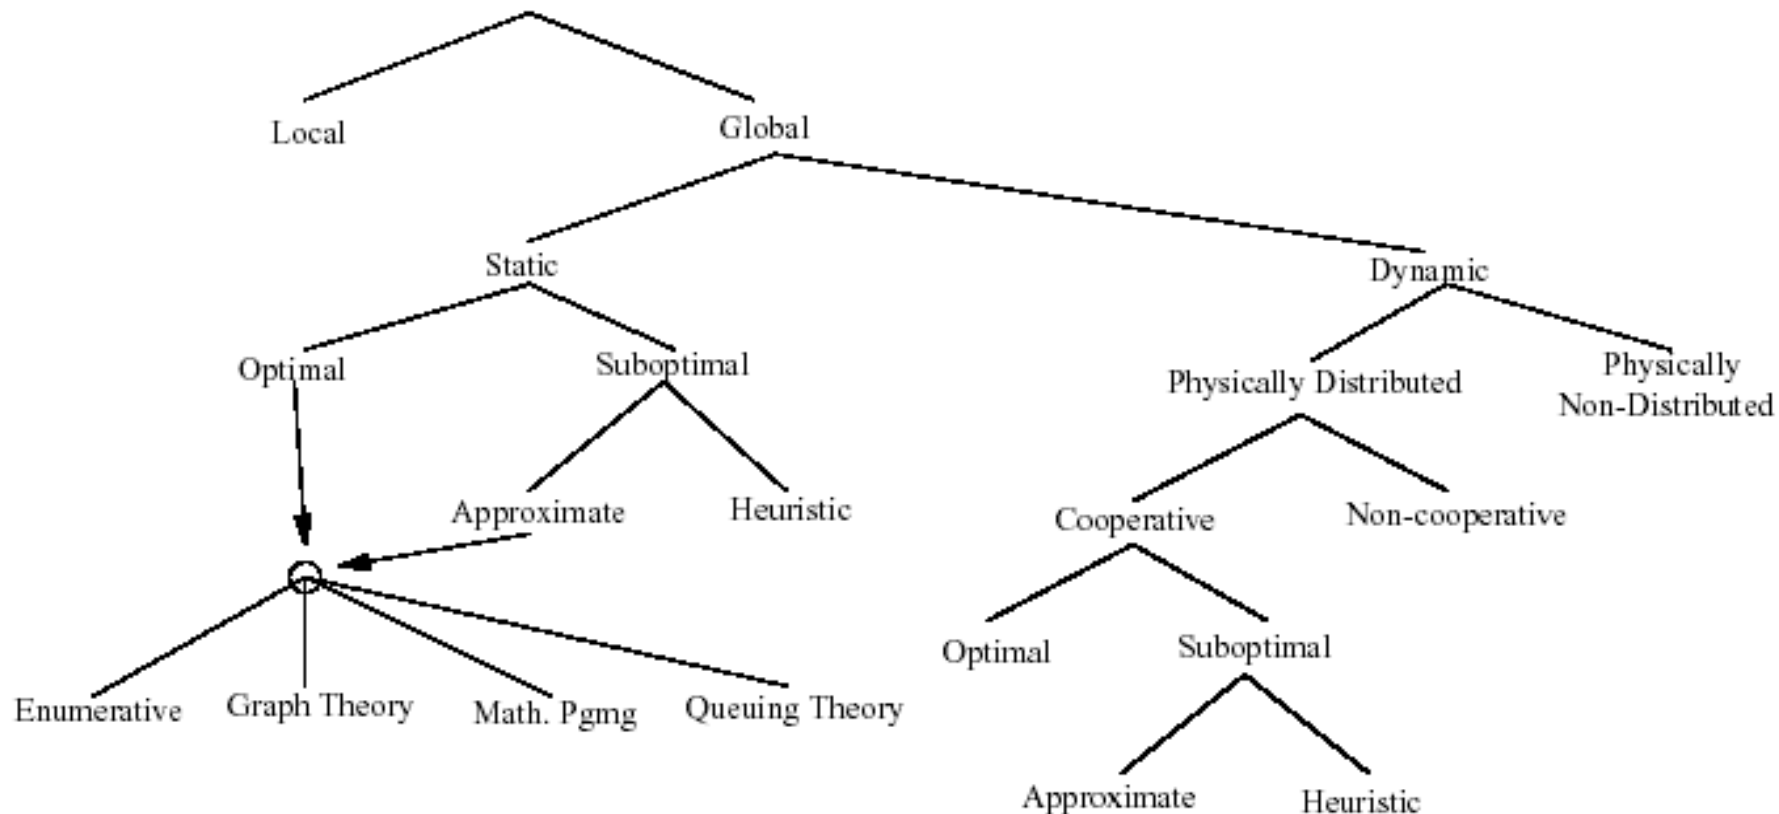 Local
Global
Static
Dynamic
Optimal
Suboptimal
Physically Distributed
Physically
Non-Distributed
Approximate
Heuristic
Cooperative
Non-cooperative
Optimal
Suboptimal
Enumerative
Graph Theory
Math. Pgmg
Queuing Theory
Approximate
Heuristic